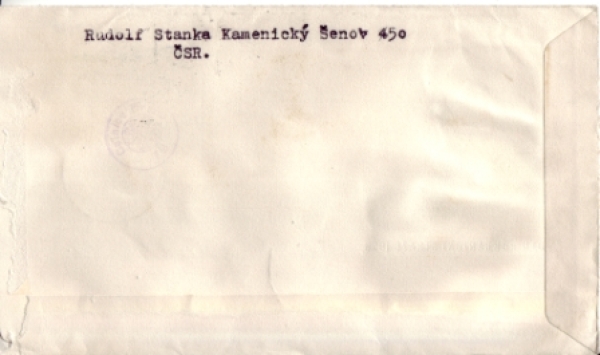 Rudolf Stanka Kamenický Šenov 450
ČSR.